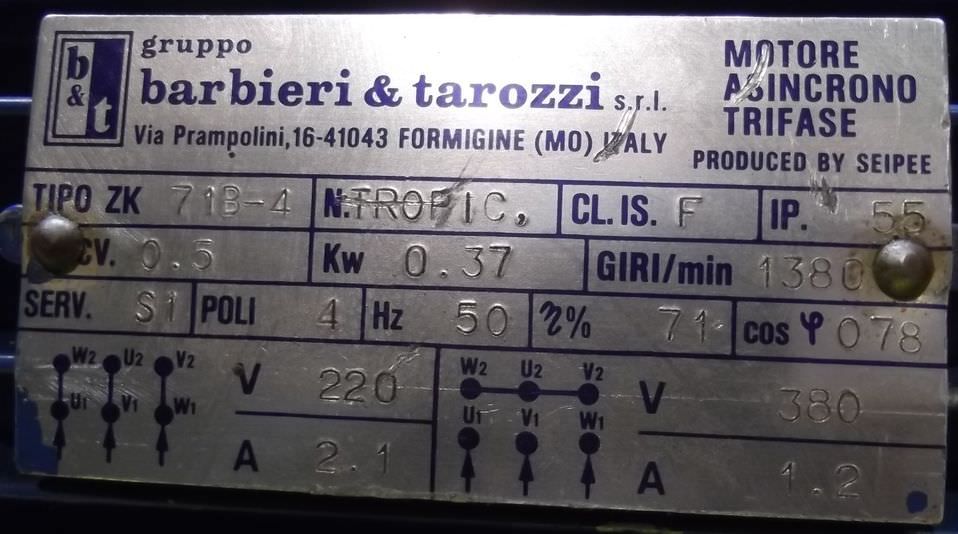 b & t
gruppo
barbieri & tarozzi s.r.l.
Via Prampolini,16-41043 FORMIGINE (MO) ITALY
MOTORE
ASINCRONO
TRIFASE
PRODUCED BY SEIPEE
TIPO ZK 71B-4 N. TROPIC, CL. IS. F IP. 55
CV. 0.5 Kw 0.37 GIRI/min 1380
SERV. S1 POLI 4 Hz 50 η% 71 cos φ 078
W2 U2 V2 V 220 W2 U2 V2 V 380
U1 V1 W1 A 2.1 U1 V1 W1 A 1.2